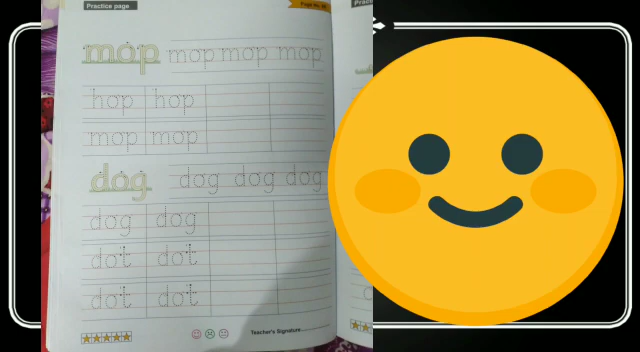 Practice page
mop mop mop mop
hop hop
mop mop
dog dog dog dog
dog dog
dot dot
dot dot
Teacher's Signature